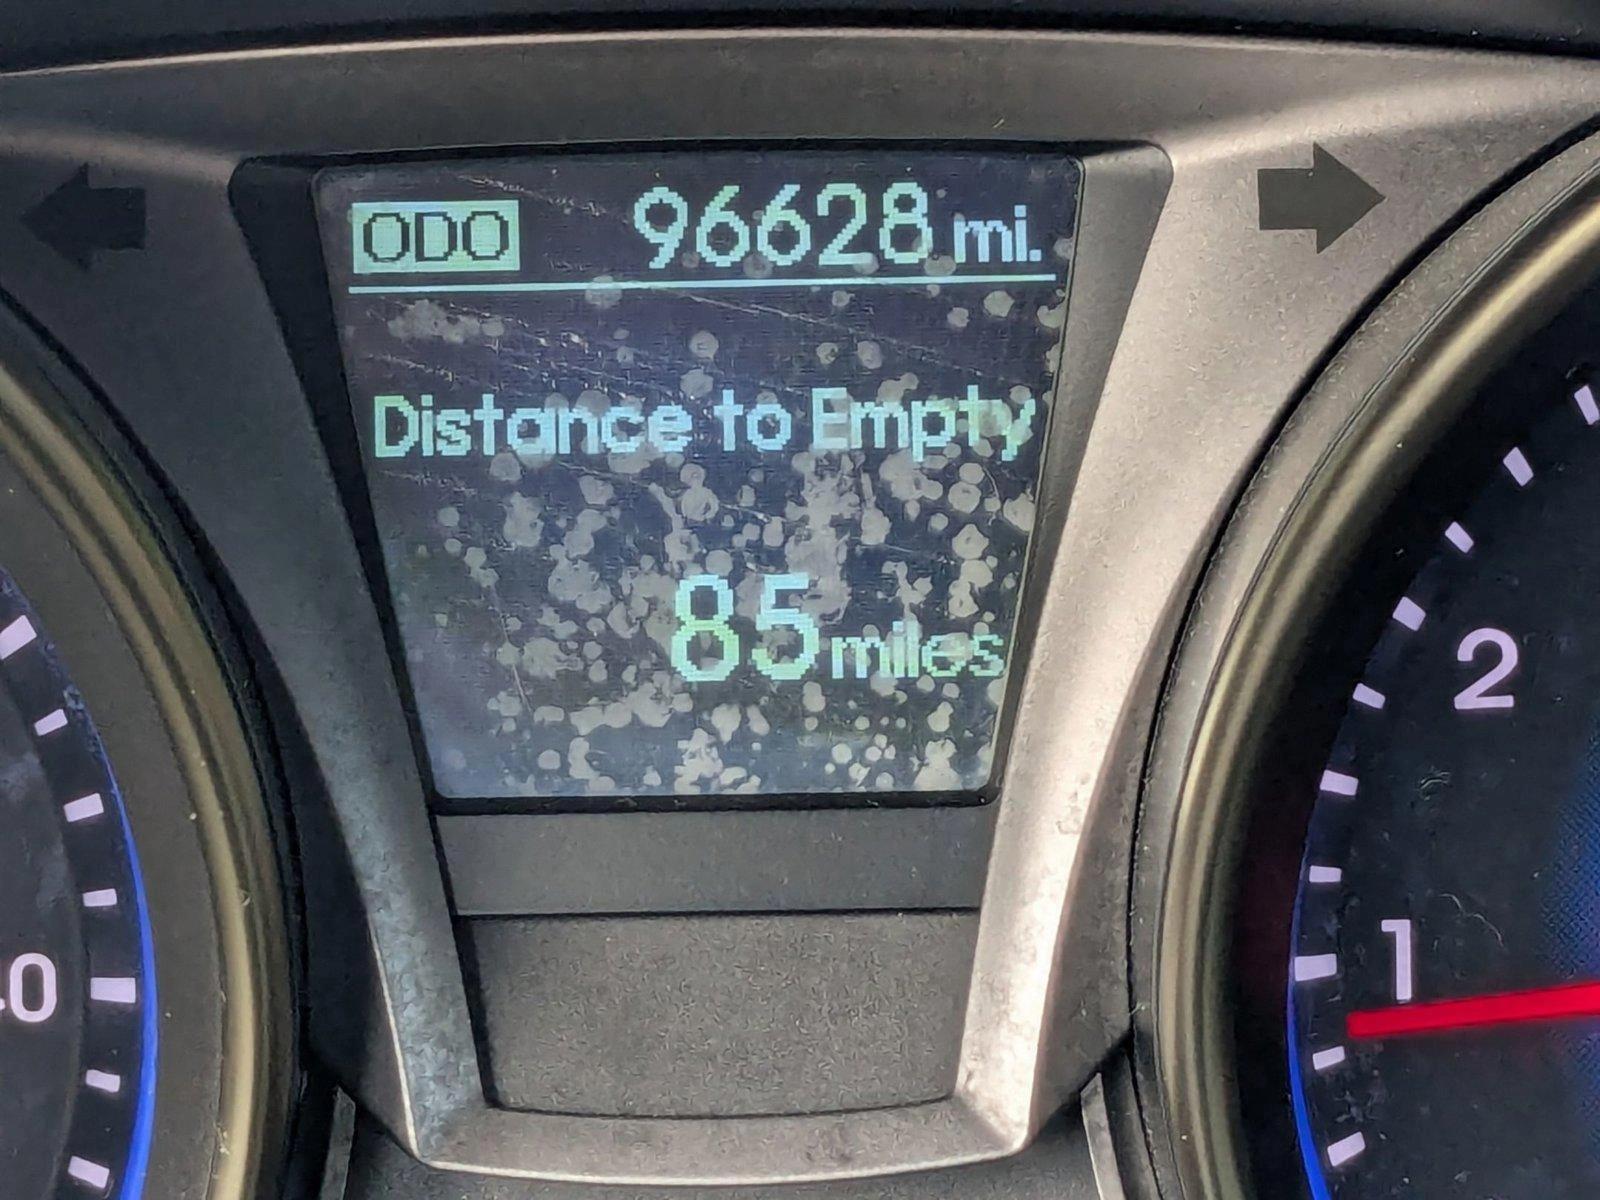 ODO 96628 mi.
Distance to Empty
85 miles
2
1